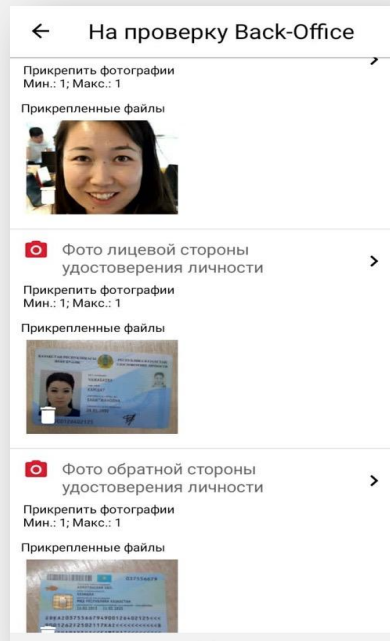 На проверку Back-Office
Прикрепить фотографии
Мин.: 1; Макс.: 1
Прикрепленные файлы
Фото лицевой стороны
удостоверения личности
Прикрепить фотографии
Мин.: 1; Макс.: 1
Прикрепленные файлы
Фото обратной стороны
удостоверения личности
Прикрепить фотографии
Мин.: 1; Макс.: 1
Прикрепленные файлы